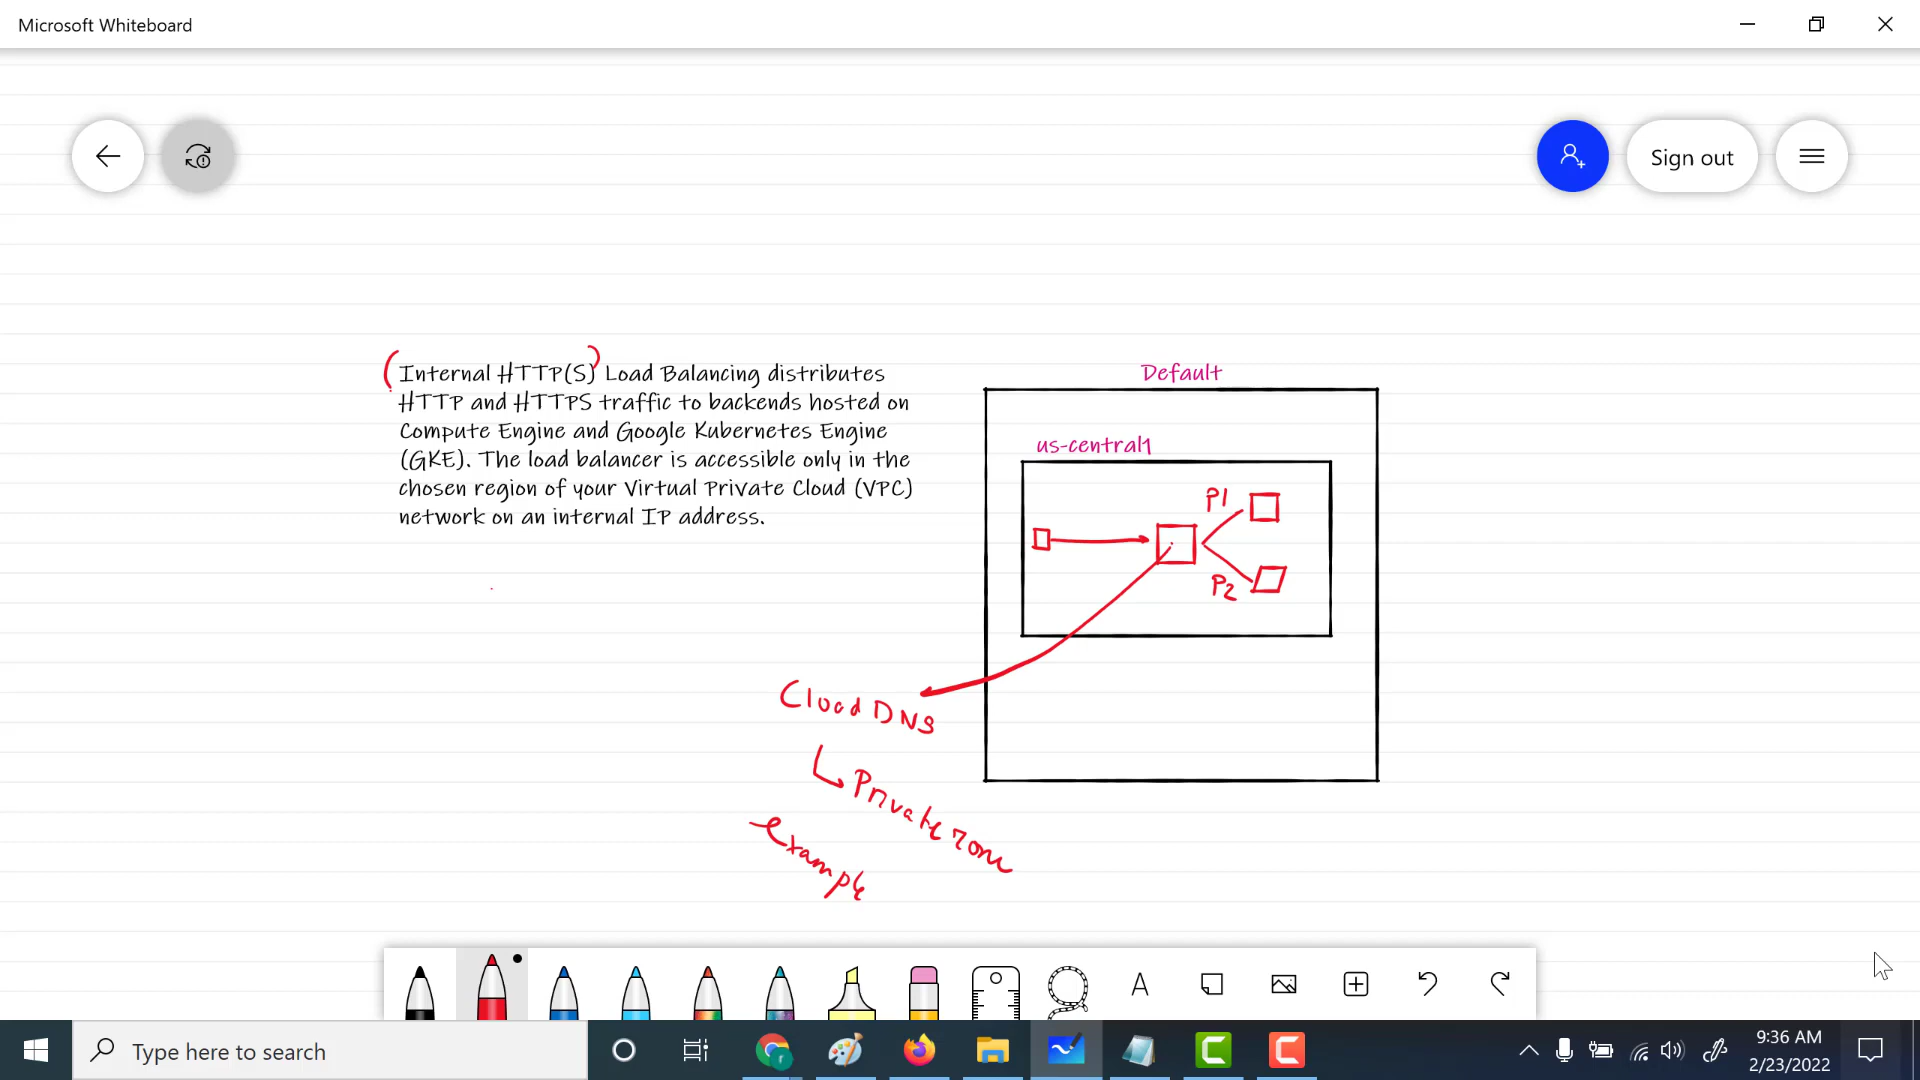 Microsoft Whiteboard
Sign out
(Internal HTTP(S)) Load Balancing distributes
HTTP and HTTPS traffic to backends hosted on
Compute Engine and Google Kubernetes Engine
(GKE). The load balancer is accessible only in the
chosen region of your Virtual Private Cloud (VPC)
network on an internal IP address.
Default
us-central1
P1
P2
Cloud DNS
Private zone
example
A
Type here to search
9:36 AM
2/23/2022